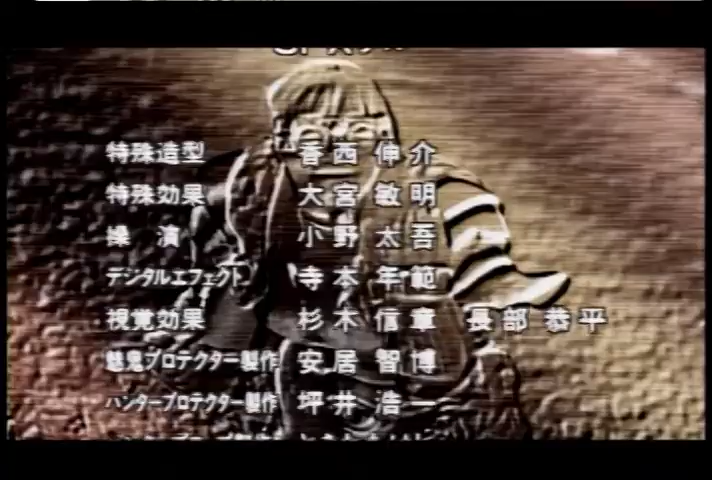 特殊造型 香西 伸介
特殊効果 大宮 敏明
操演 小野 太吾
デジタルエフェクト 寺本 年範
視覚効果 杉木 信章 長部 恭平
魅鬼プロテクター製作 安居 智博
ハンタープロテクター製作 坪井 浩一